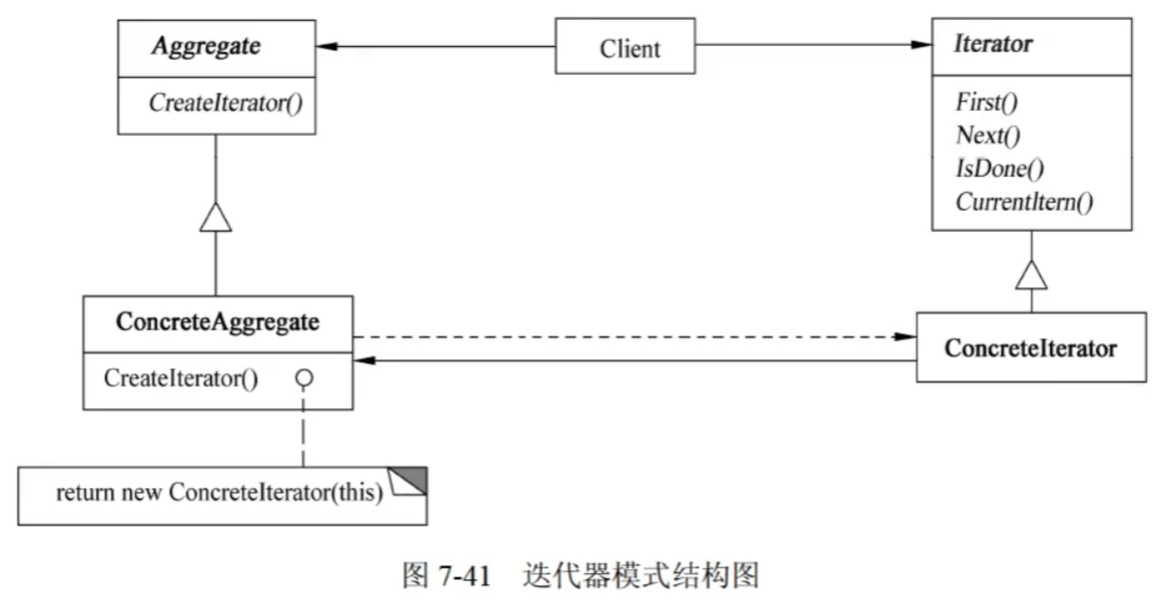 Aggregate
CreateIterator()
Client
Iterator
First()
Next()
IsDone()
CurrentItern()
ConcreteAggregate
CreateIterator()
ConcreteIterator
return new ConcreteIterator(this)
图 7-41 迭代器模式结构图